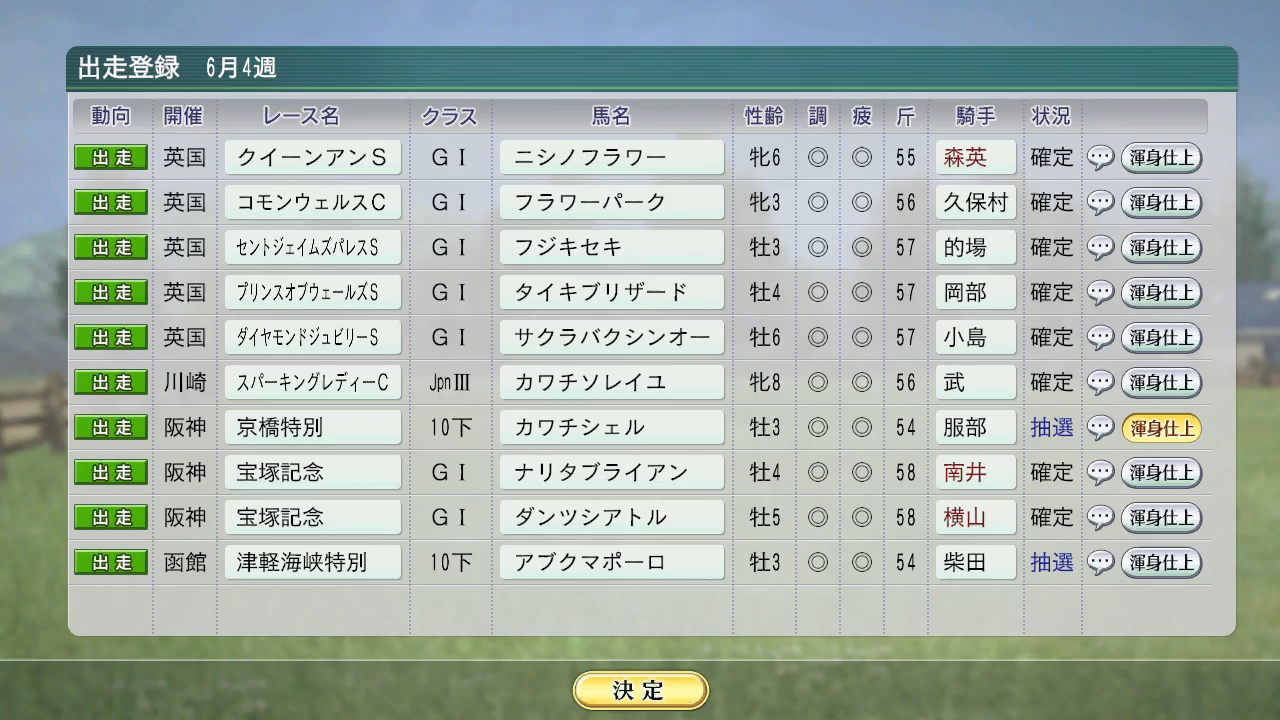 出走登録 6月4週
動向 開催 レース名 クラス 馬名 性齢 調 疲 斤 騎手 状況
出走 英国 クイーンアンS GⅠ ニシノフラワー 牝6 ◎ ◎ 55 森英 確定 渾身仕上
出走 英国 コモンウェルスC GⅠ フラワーパーク 牝3 ◎ ◎ 56 久保村 確定 渾身仕上
出走 英国 セントジェイムズパレスS GⅠ フジキセキ 牡3 ◎ ◎ 57 的場 確定 渾身仕上
出走 英国 プリンスオブウェールズS GⅠ タイキブリザード 牡4 ◎ ◎ 57 岡部 確定 渾身仕上
出走 英国 ダイヤモンドジュビリーS GⅠ サクラバクシンオー 牡6 ◎ ◎ 57 小島 確定 渾身仕上
出走 川崎 スパーキングレディーC JpnⅢ カワチソレイユ 牝8 ◎ ◎ 56 武 確定 渾身仕上
出走 阪神 京橋特別 10下 カワチシェル 牡3 ◎ ◎ 54 服部 抽選 渾身仕上
出走 阪神 宝塚記念 GⅠ ナリタブライアン 牡4 ◎ ◎ 58 南井 確定 渾身仕上
出走 阪神 宝塚記念 GⅠ ダンツシアトル 牡5 ◎ ◎ 58 横山 確定 渾身仕上
出走 函館 津軽海峡特別 10下 アブクマポーロ 牡3 ◎ ◎ 54 柴田 抽選 渾身仕上
決定